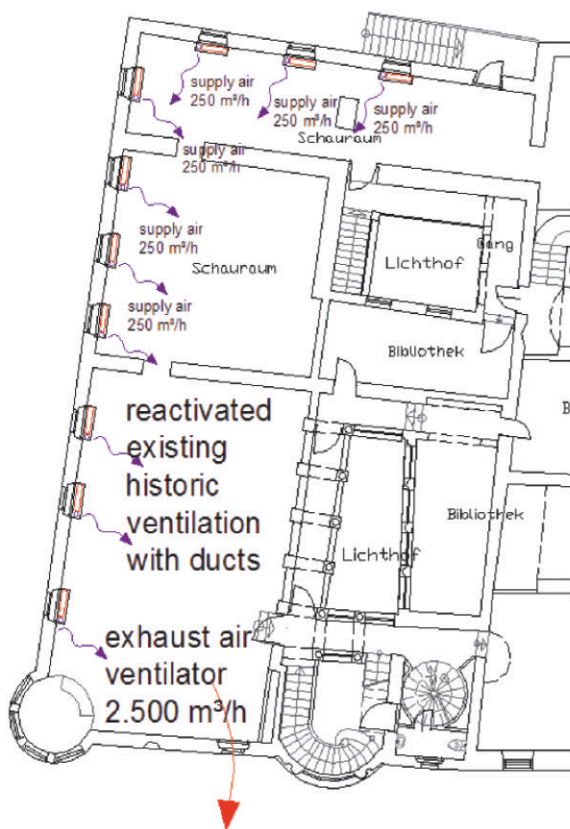 supply air
250 m³/h
supply air
250 m³/h
supply air
250 m³/h
Schauraum
supply air
250 m³/h
supply air
250 m³/h
Schauraum
Lichthof
Gang
supply air
250 m³/h
Bibliothek
reactivated
existing
historic
ventilation
with ducts
B
Bibliothek
Lichthof
exhaust air
ventilator
2.500 m³/h